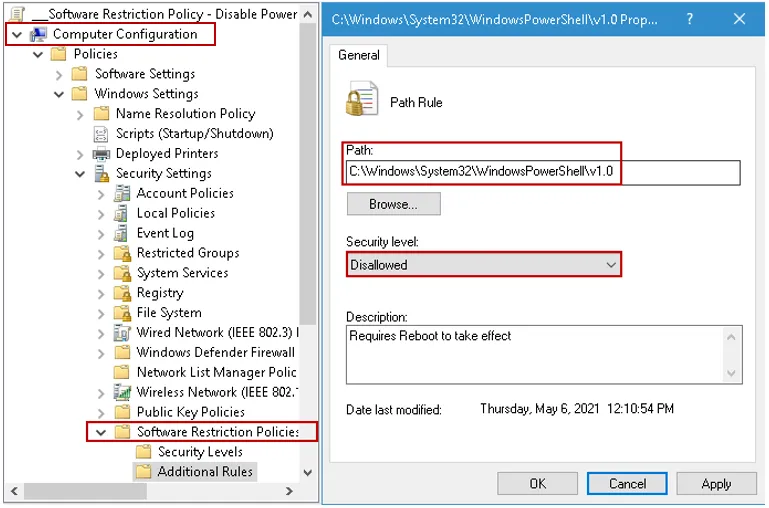 __Software Restriction Policy - Disable Power
Computer Configuration
Policies
Software Settings
Windows Settings
Name Resolution Policy
Scripts (Startup/Shutdown)
Deployed Printers
Security Settings
Account Policies
Local Policies
Event Log
Restricted Groups
System Services
Registry
File System
Wired Network (IEEE 802.3) I
Windows Defender Firewall
Network List Manager Polic
Wireless Network (IEEE 802.1
Public Key Policies
Software Restriction Policies
Security Levels
Additional Rules
C:\Windows\System32\WindowsPowerShell\v1.0 Prop...
General
Path Rule
Path:
C:\Windows\System32\WindowsPowerShell\v1.0
Browse...
Security level:
Disallowed
Description:
Requires Reboot to take effect
Date last modified: Thursday, May 6, 2021 12:10:54 PM
OK Cancel Apply